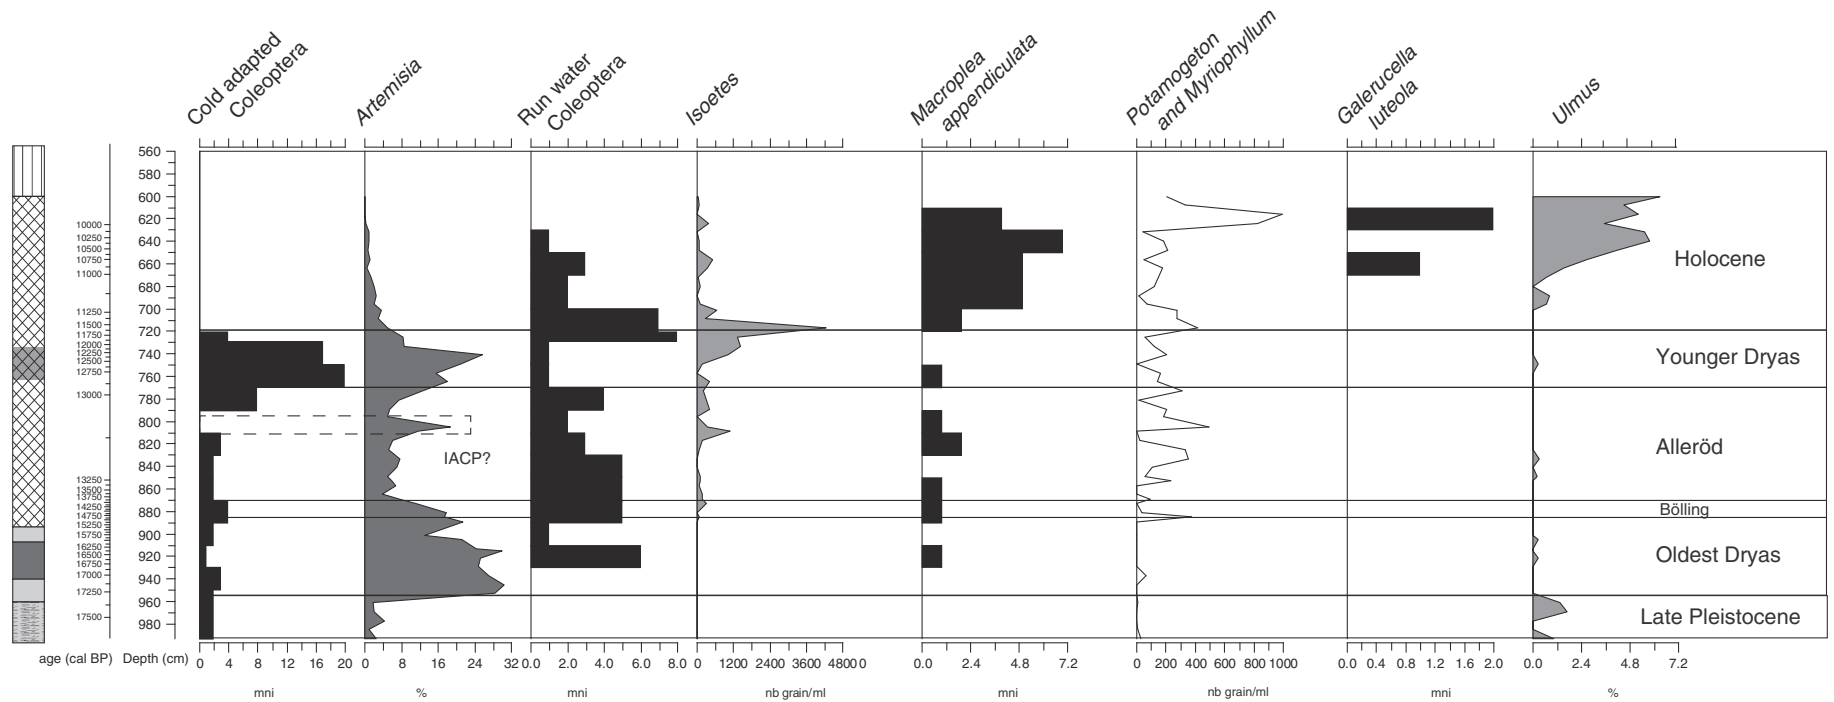 Cold adapted
Coleoptera
Artemisia
Run water
Coleoptera
Isoetes
Macroplea
appendiculata
Potamogeton
and Myriophyllum
Galerucella
luteola
Ulmus
560
580
600
620
640
660
680
700
720
740
760
780
800
820
840
860
880
900
920
940
960
980
10000
10250
10500
10750
11000
11250
11500
11750
12000
12250
12500
12750
13000
13250
13500
13750
14250
14750
15250
15750
16250
16500
16750
17000
17250
17500
IACP?
Holocene
Younger Dryas
Alleröd
Bölling
Oldest Dryas
Late Pleistocene
age (cal BP) Depth (cm)
0 4 8 12 16 20
0 8 16 24 32
0.0 2.0 4.0 6.0 8.0
0 1200 2400 3600 4800 0
0.0 2.4 4.8 7.2
0 200 400 600 800 1000
0.0 0.4 0.8 1.2 1.6 2.0
0.0 2.4 4.8 7.2
mni % mni nb grain/ml mni nb grain/ml mni %